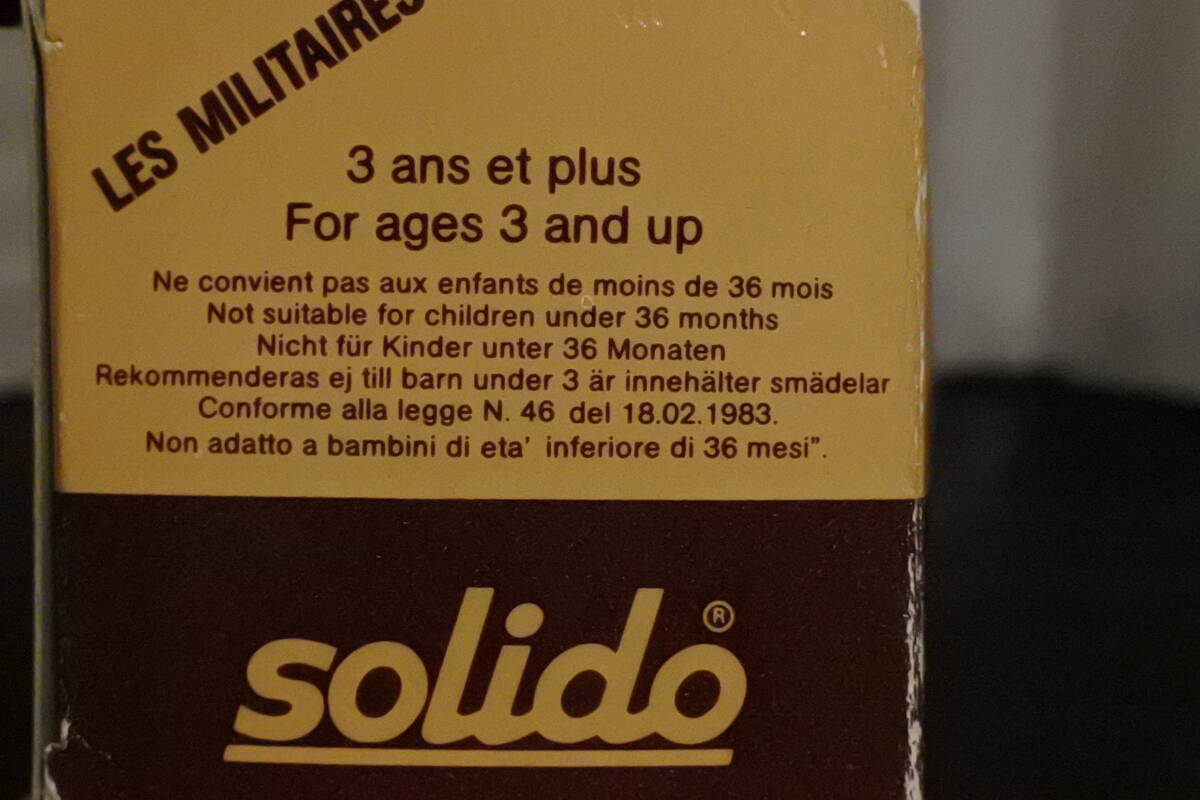 LES MILITAIRES
3 ans et plus
For ages 3 and up
Ne convient pas aux enfants de moins de 36 mois
Not suitable for children under 36 months
Nicht für Kinder unter 36 Monaten
Rekommenderas ej till barn under 3 är innehälter smädelar
Conforme alla legge N. 46 del 18.02.1983.
Non adatto a bambini di eta' inferiore di 36 mesi".
solido ®